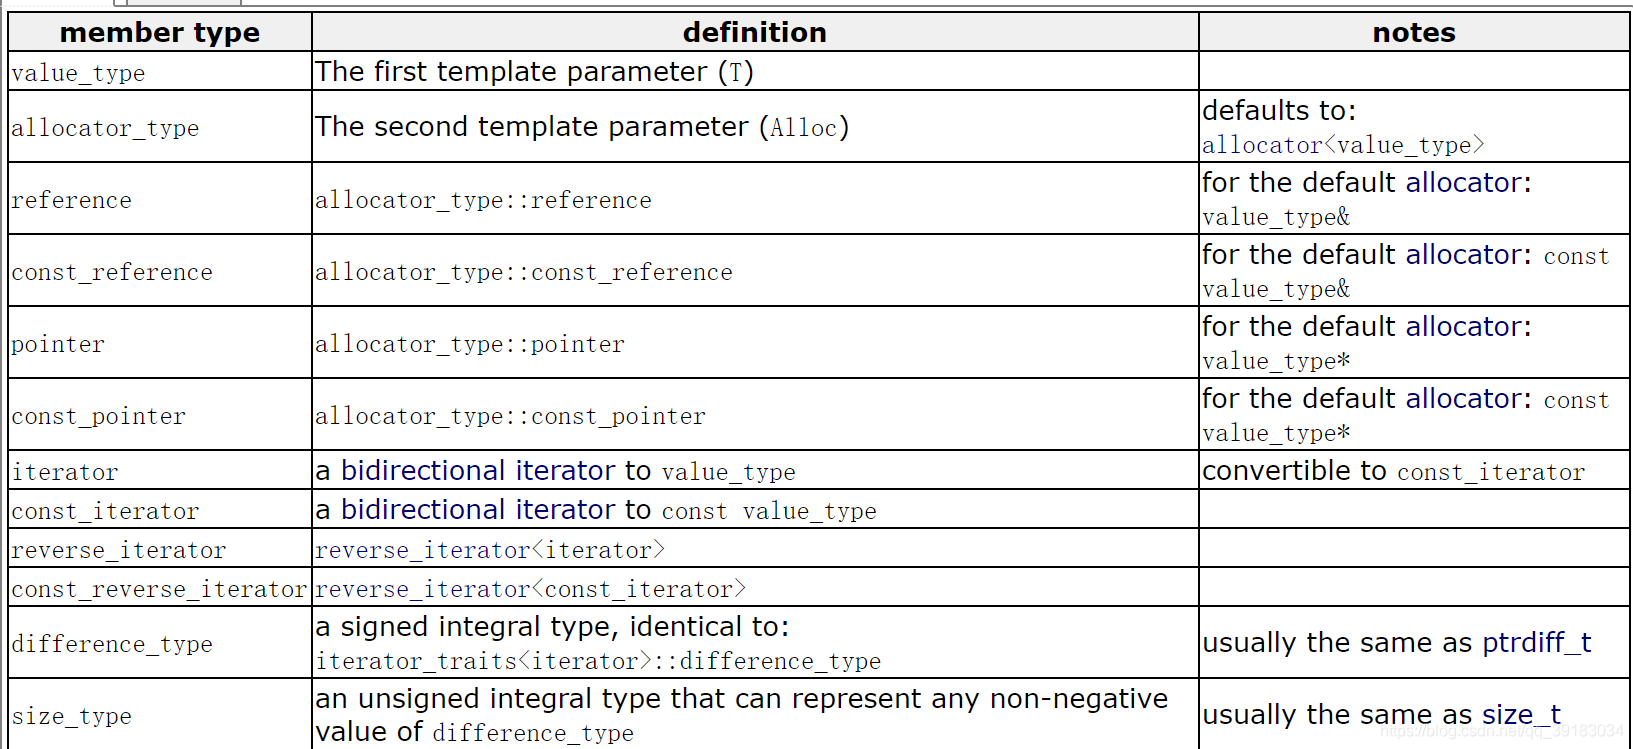 member type definition notes
value_type The first template parameter (T)
allocator_type The second template parameter (Alloc) defaults to:
allocator<value_type>
reference allocator_type::reference for the default allocator:
value_type&
const_reference allocator_type::const_reference for the default allocator: const
value_type&
pointer allocator_type::pointer for the default allocator:
value_type*
const_pointer allocator_type::const_pointer for the default allocator: const
value_type*
iterator a bidirectional iterator to value_type convertible to const_iterator
const_iterator a bidirectional iterator to const value_type
reverse_iterator reverse_iterator<iterator>
const_reverse_iterator reverse_iterator<const_iterator>
difference_type a signed integral type, identical to:
iterator_traits<iterator>::difference_type usually the same as ptrdiff_t
size_type an unsigned integral type that can represent any non-negative
value of difference_type usually the same as size_t
https://blog.csdn.net/qq_39183034